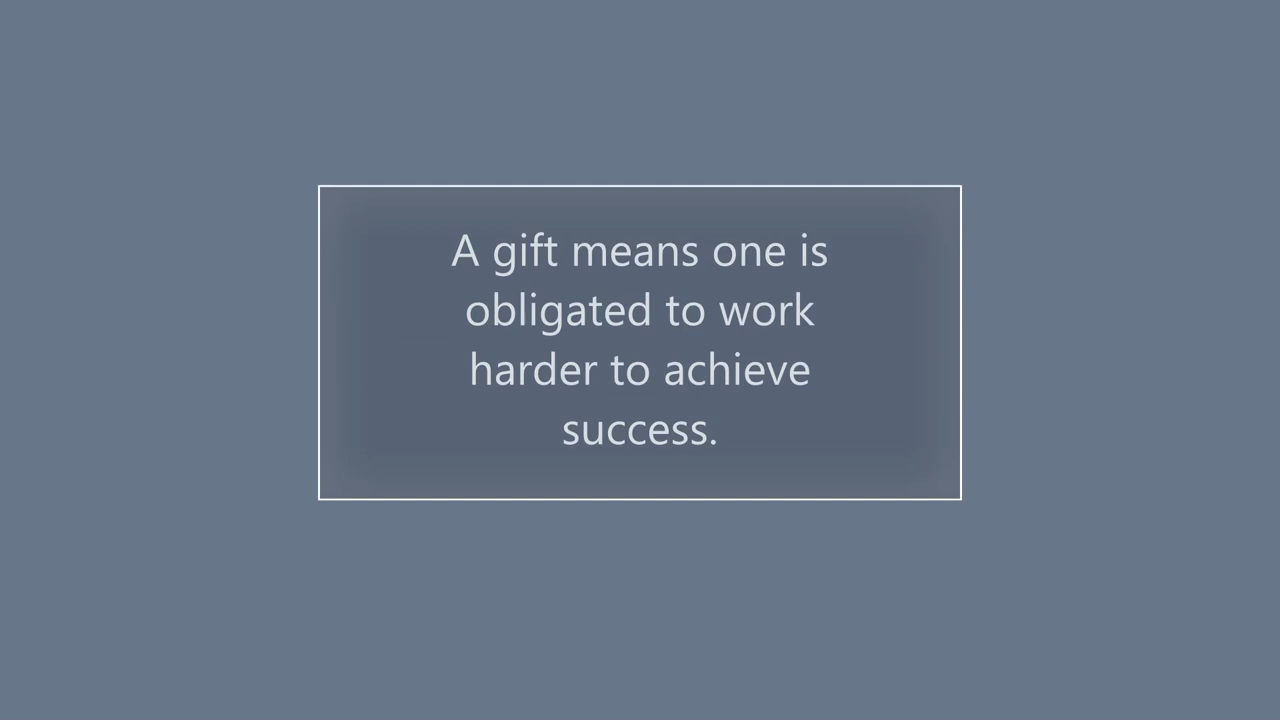 A gift means one is
obligated to work
harder to achieve
success.